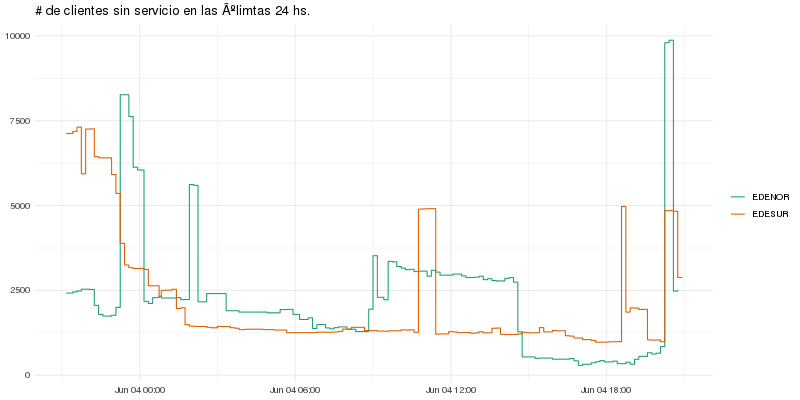 # de clientes sin servicio en las Ãºlimtas 24 hs.
10000
7500
5000
2500
0
Jun 04 00:00
Jun 04 06:00
Jun 04 12:00
Jun 04 18:00
EDENOR
EDESUR